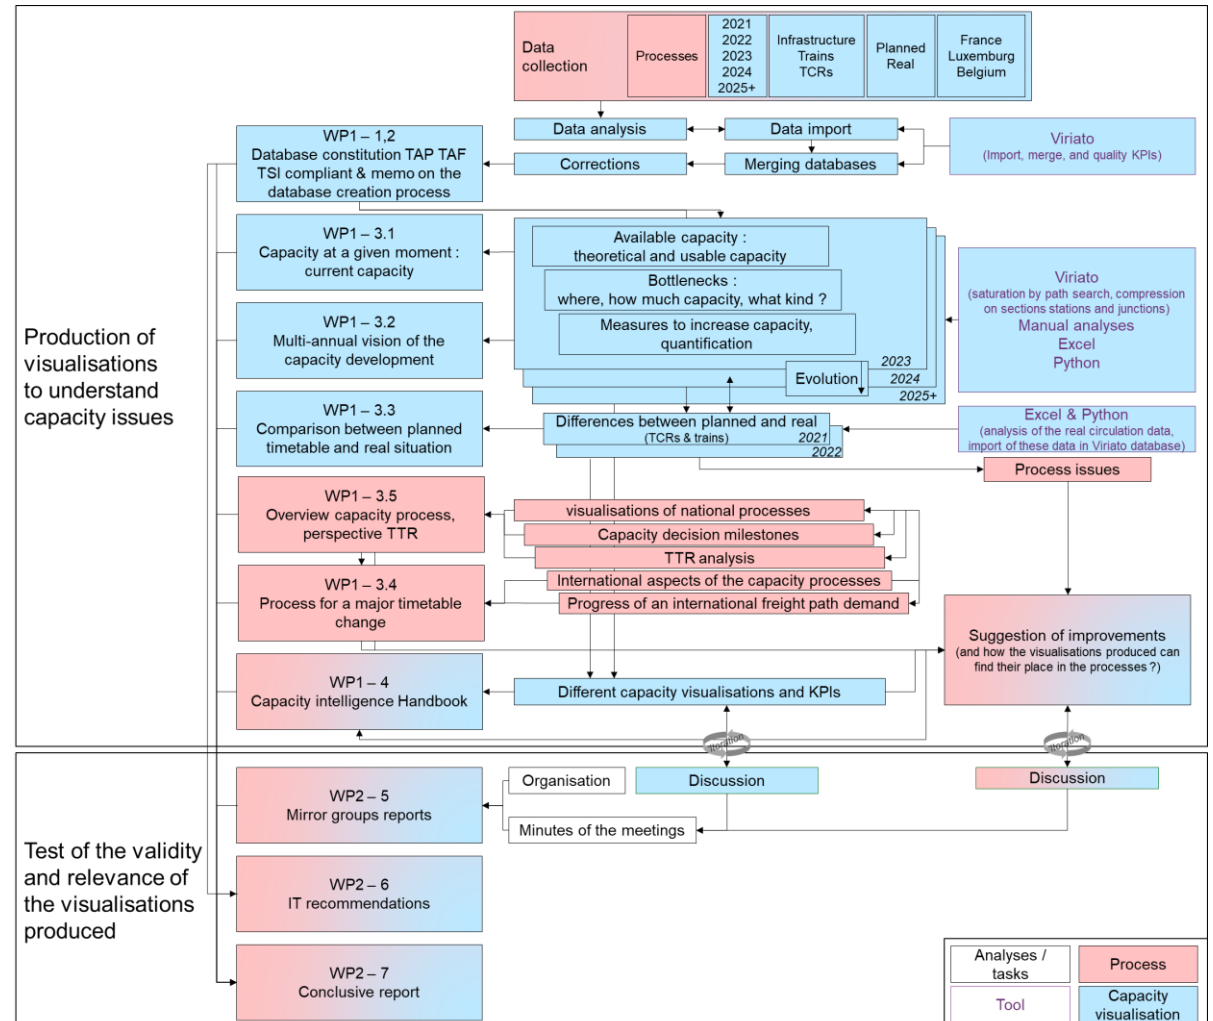 Data
collection
Processes
2021
2022
2023
2024
2025+
Infrastructure
Trains
TCRs
Planned
Real
France
Luxemburg
Belgium
WP1 – 1,2
Database constitution TAP TAF
TSI compliant & memo on the
database creation process
Data analysis
Data import
Corrections
Merging databases
Viriato
(Import, merge, and quality KPIs)
WP1 – 3.1
Capacity at a given moment :
current capacity
Available capacity :
theoretical and usable capacity
Bottlenecks :
where, how much capacity, what kind ?
Measures to increase capacity,
quantification
2023
Evolution
2024
2025+
Viriato
(saturation by path search, compression
on sections stations and junctions)
Manual analyses
Excel
Python
Production of
visualisations
to understand
capacity issues
WP1 – 3.2
Multi-annual vision of the
capacity development
WP1 – 3.3
Comparison between planned
timetable and real situation
Differences between planned and real
(TCRs & trains)
2021
2022
Excel & Python
(analysis of the real circulation data,
import of these data in Viriato database)
Process issues
WP1 – 3.5
Overview capacity process,
perspective TTR
visualisations of national processes
Capacity decision milestones
TTR analysis
International aspects of the capacity processes
Progress of an international freight path demand
WP1 – 3.4
Process for a major timetable
change
Suggestion of improvements
(and how the visualisations produced can
find their place in the processes ?)
WP1 – 4
Capacity intelligence Handbook
Different capacity visualisations and KPIs
iteration
iteration
Test of the validity
and relevance of
the visualisations
produced
WP2 – 5
Mirror groups reports
Organisation
Discussion
Discussion
Minutes of the meetings
WP2 – 6
IT recommendations
WP2 – 7
Conclusive report
Analyses /
tasks
Process
Tool
Capacity
visualisation